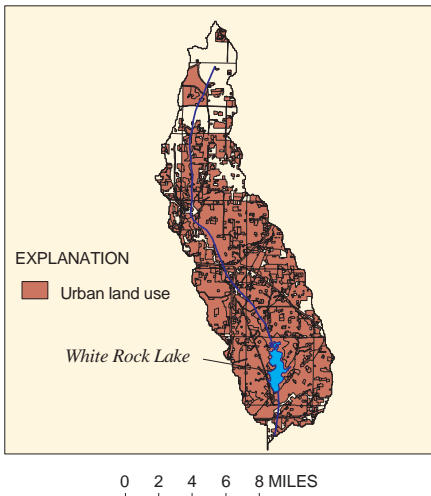 EXPLANATION
Urban land use
White Rock Lake
0 2 4 6 8 MILES